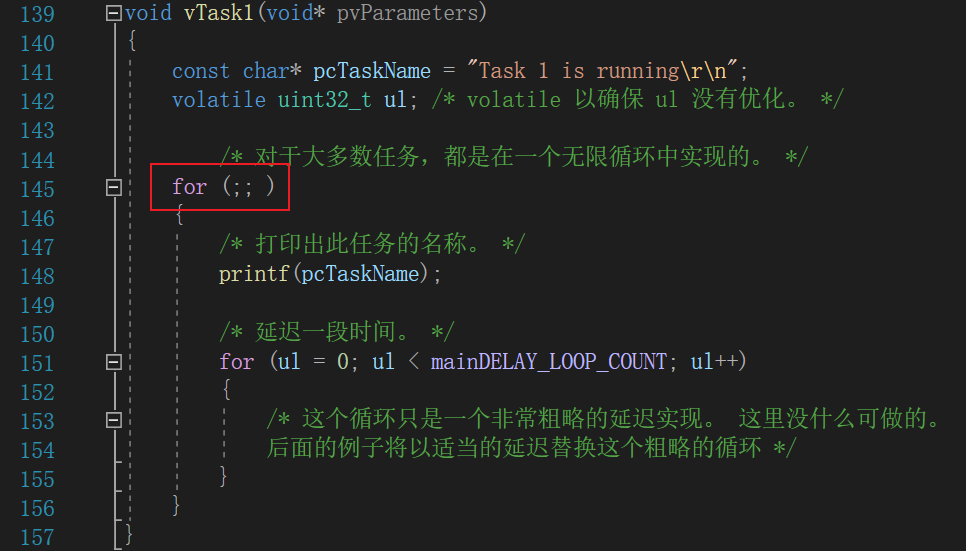 139 void vTask1(void* pvParameters)
140 {
141 const char* pcTaskName = "Task 1 is running\r\n";
142 volatile uint32_t ul; /* volatile 以确保 ul 没有优化。 */
143
144 /* 对于大多数任务，都是在一个无限循环中实现的。 */
145 for (;; )
146 {
147 /* 打印出此任务的名称。 */
148 printf(pcTaskName);
149
150 /* 延迟一段时间。 */
151 for (ul = 0; ul < mainDELAY_LOOP_COUNT; ul++)
152 {
153 /* 这个循环只是一个非常粗略的延迟实现。 这里没什么可做的。
154 后面的例子将以适当的延迟替换这个粗略的循环 */
155 }
156 }
157 }